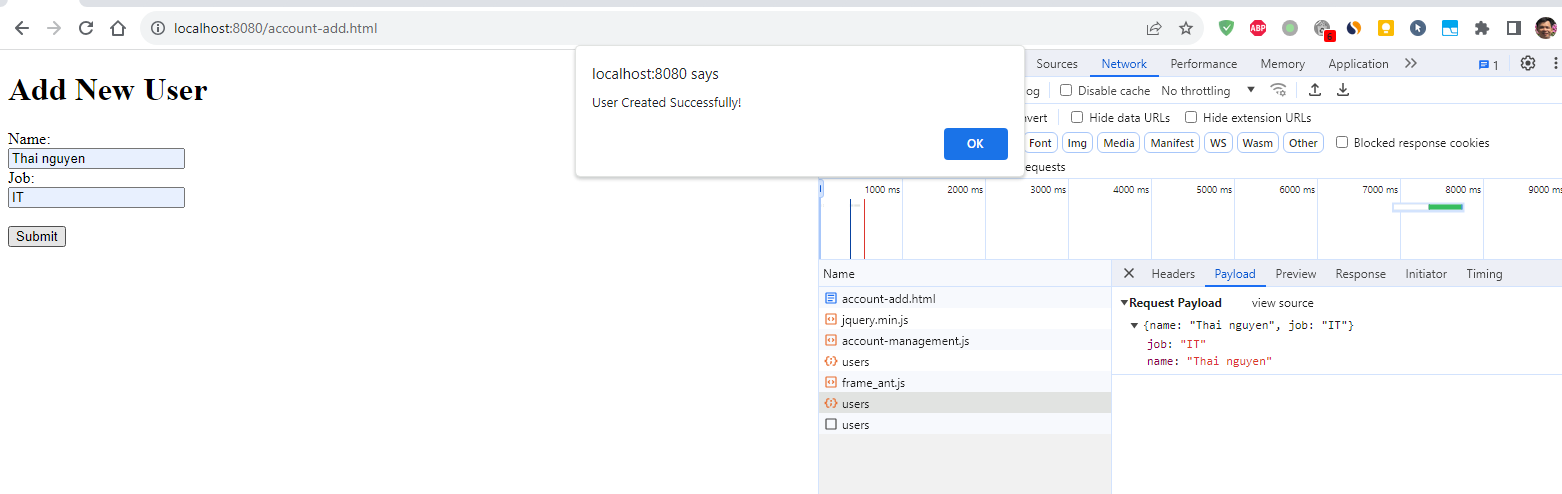 localhost:8080/account-add.html
ABP
6
localhost:8080 says
User Created Successfully!
OK
Add New User
Name:
Thai nguyen
Job:
IT
Submit
Sources Network Performance Memory Application 1
og Disable cache No throttling
nvert Hide data URLs Hide extension URLs
Font Img Media Manifest WS Wasm Other Blocked response cookies
equests
1000 ms 2000 ms 3000 ms 4000 ms 5000 ms 6000 ms 7000 ms 8000 ms 9000 ms
Name
account-add.html
jquery.min.js
account-management.js
users
frame_ant.js
users
users
Headers Payload Preview Response Initiator Timing
Request Payload view source
{name: "Thai nguyen", job: "IT"}
job: "IT"
name: "Thai nguyen"